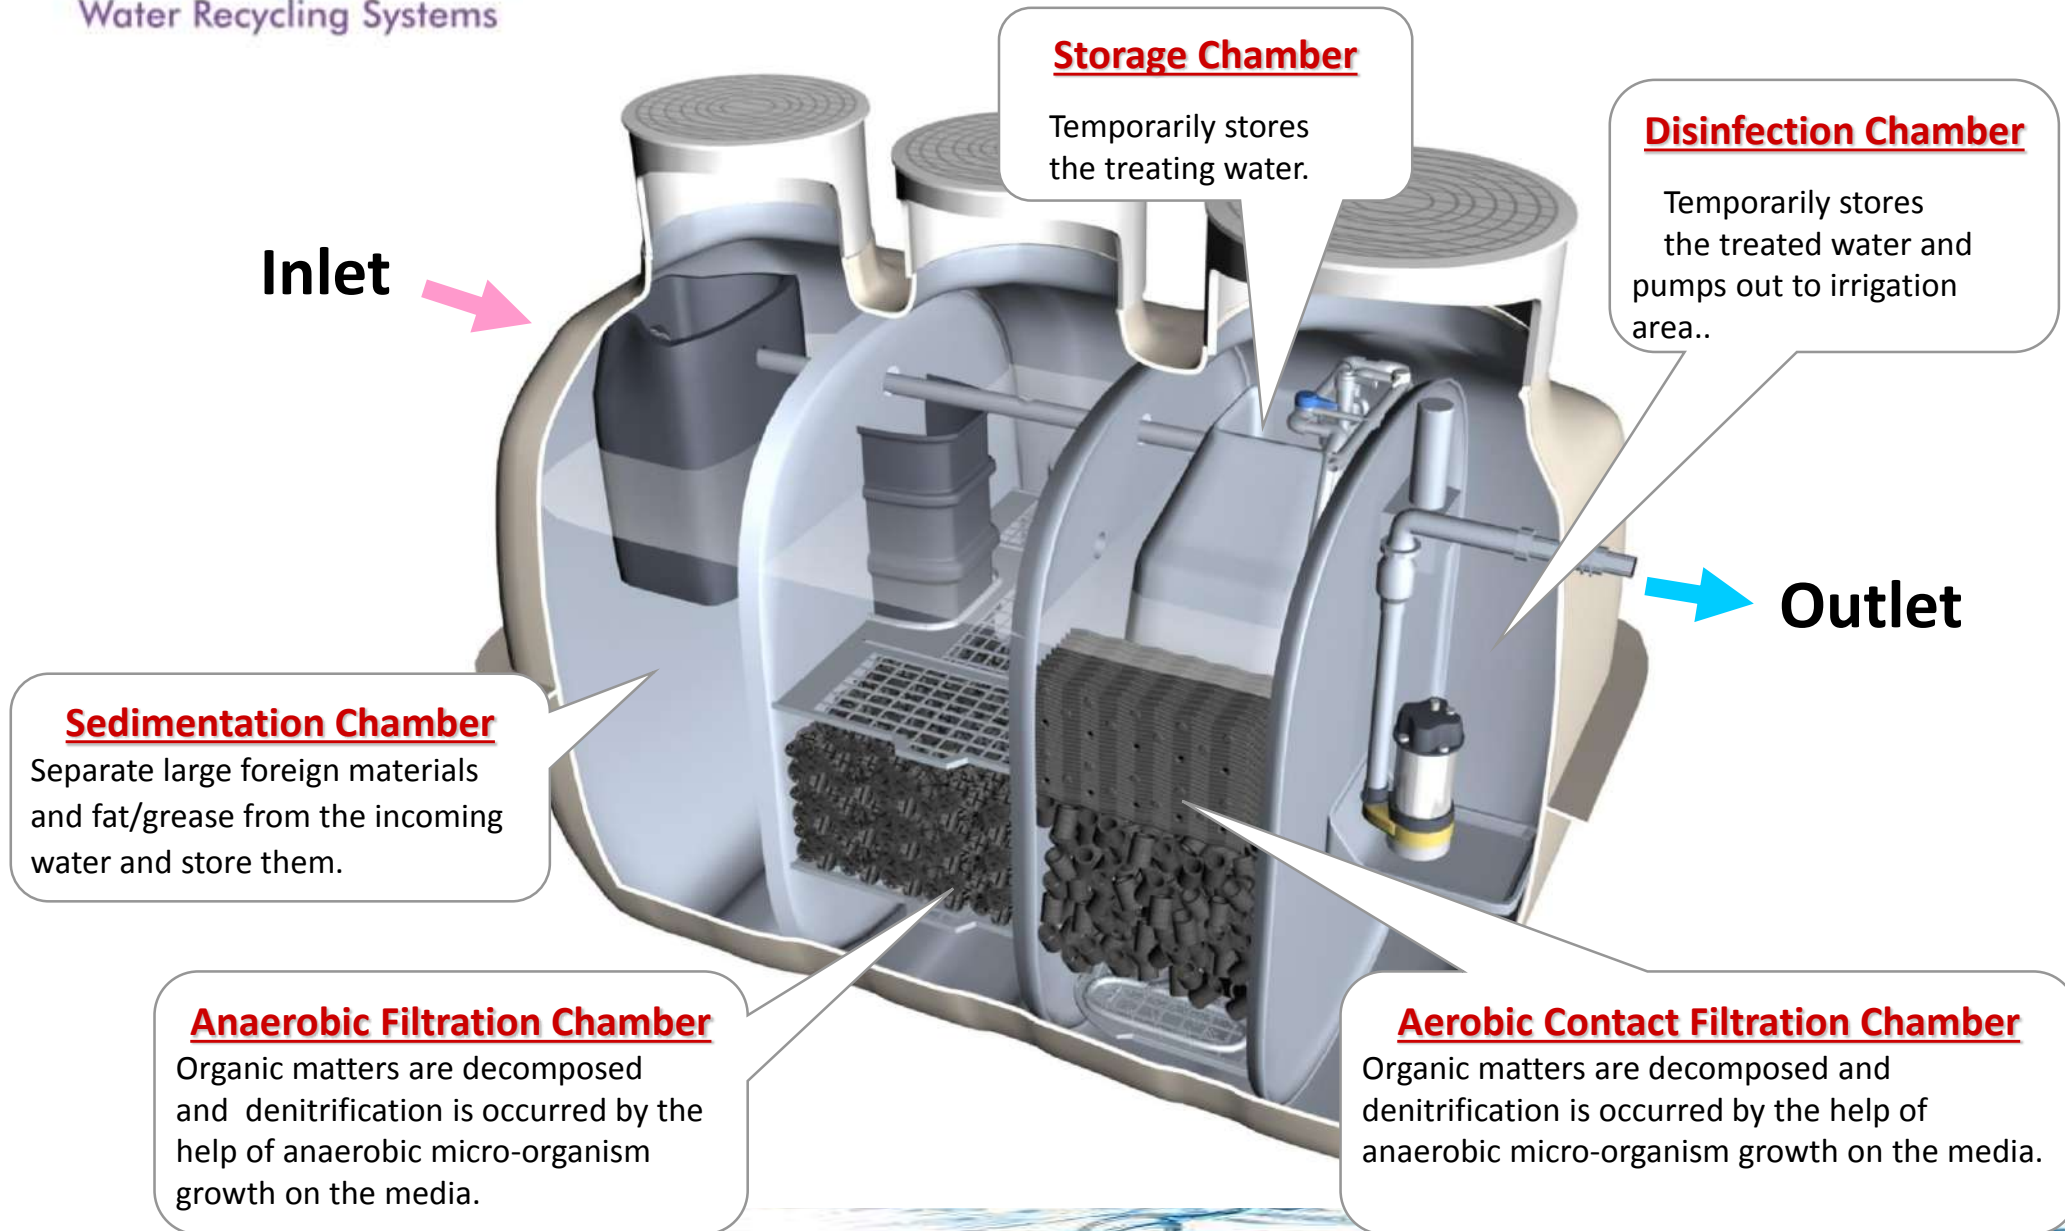 Water Recycling Systems
Storage Chamber
Temporarily stores
the treating water.
Disinfection Chamber
Temporarily stores
the treated water and
pumps out to irrigation
area..
Inlet
Outlet
Sedimentation Chamber
Separate large foreign materials
and fat/grease from the incoming
water and store them.
Anaerobic Filtration Chamber
Organic matters are decomposed
and  denitrification is occurred by the
help of anaerobic micro-organism
growth on the media.
Aerobic Contact Filtration Chamber
Organic matters are decomposed and
denitrification is occurred by the help of
anaerobic micro-organism growth on the media.